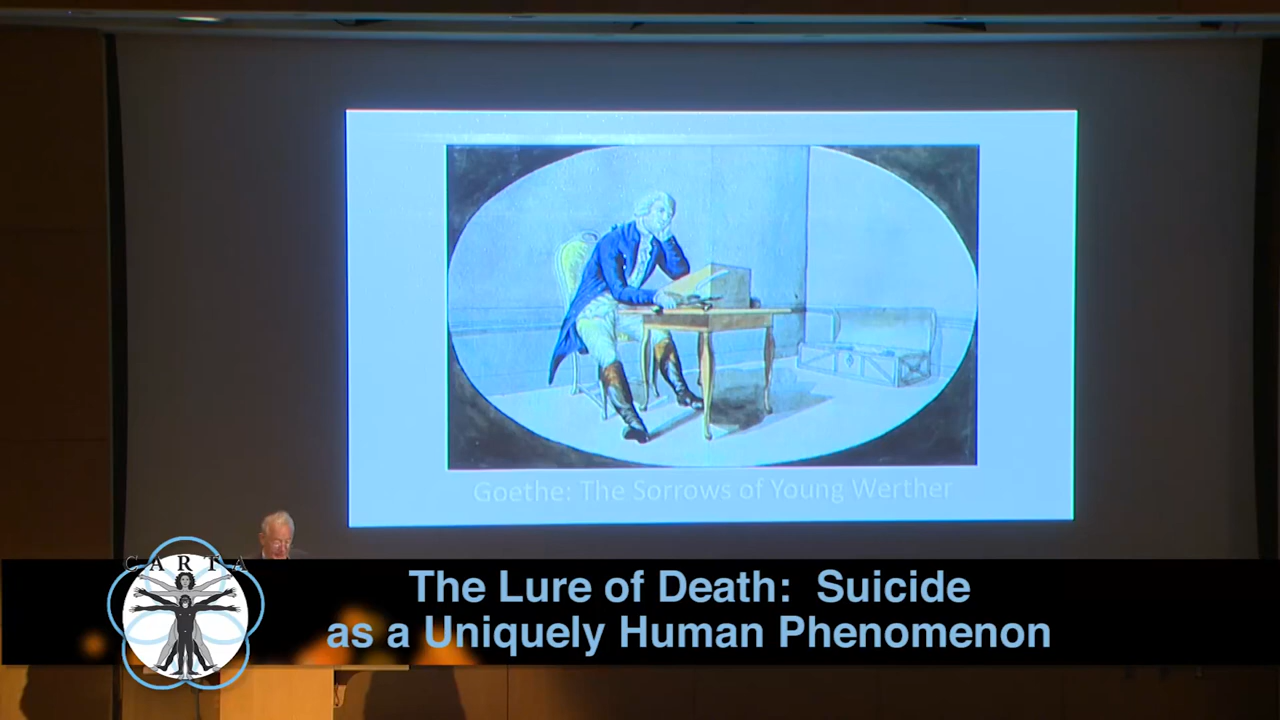 Goethe: The Sorrows of Young Werther
CARTA
The Lure of Death: Suicide
as a Uniquely Human Phenomenon